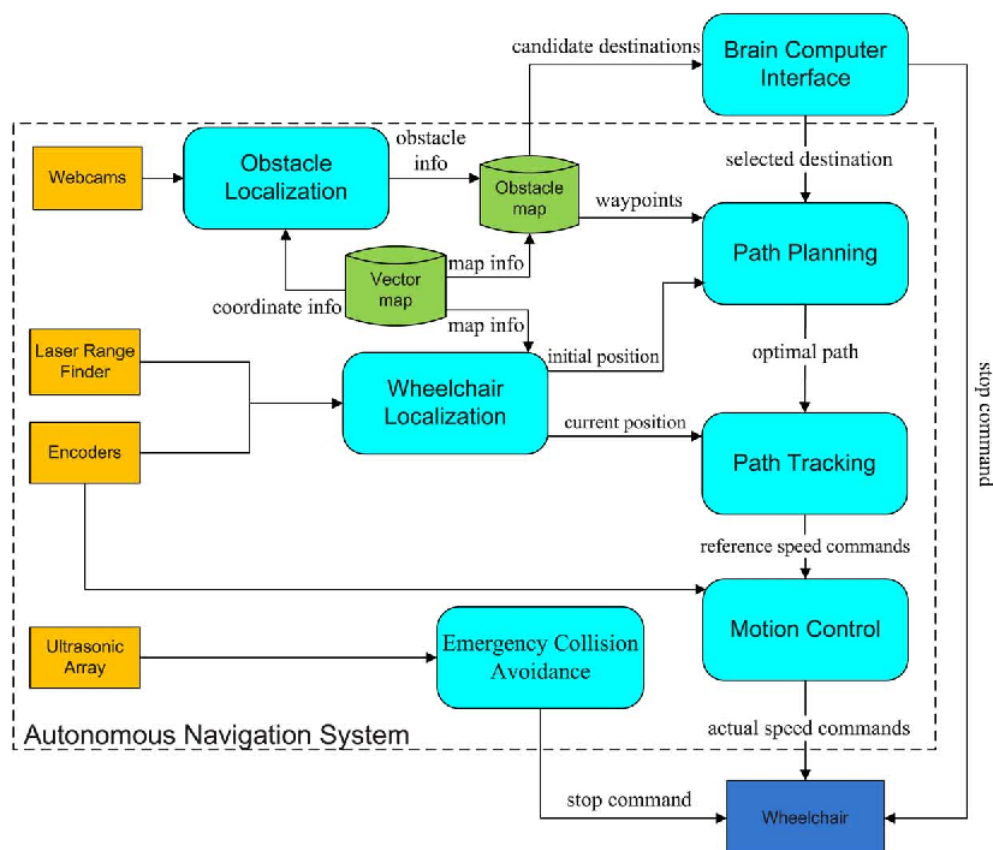 candidate destinations
Brain Computer
Interface
obstacle
info
Webcams
Obstacle
Localization
Obstacle
map
selected destination
waypoints
Path Planning
Vector
map
map info
coordinate info
map info
Laser Range
Finder
initial position
optimal path
stop command
Wheelchair
Localization
Encoders
current position
Path Tracking
reference speed commands
Motion Control
Ultrasonic
Array
Emergency Collision
Avoidance
Autonomous Navigation System
actual speed commands
stop command
Wheelchair